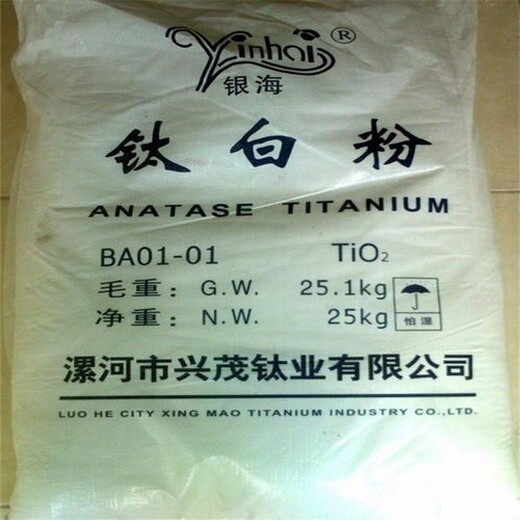 Yinhai ®
银海
钛白粉
ANATASE TITANIUM
BA01-01 TiO₂
毛重：G.W. 25.1kg
净重：N.W. 25kg
怕湿
漯河市兴茂钛业有限公司
LUO HE CITY XING MAO TITANIUM INDUSTRY CO.,LTD.